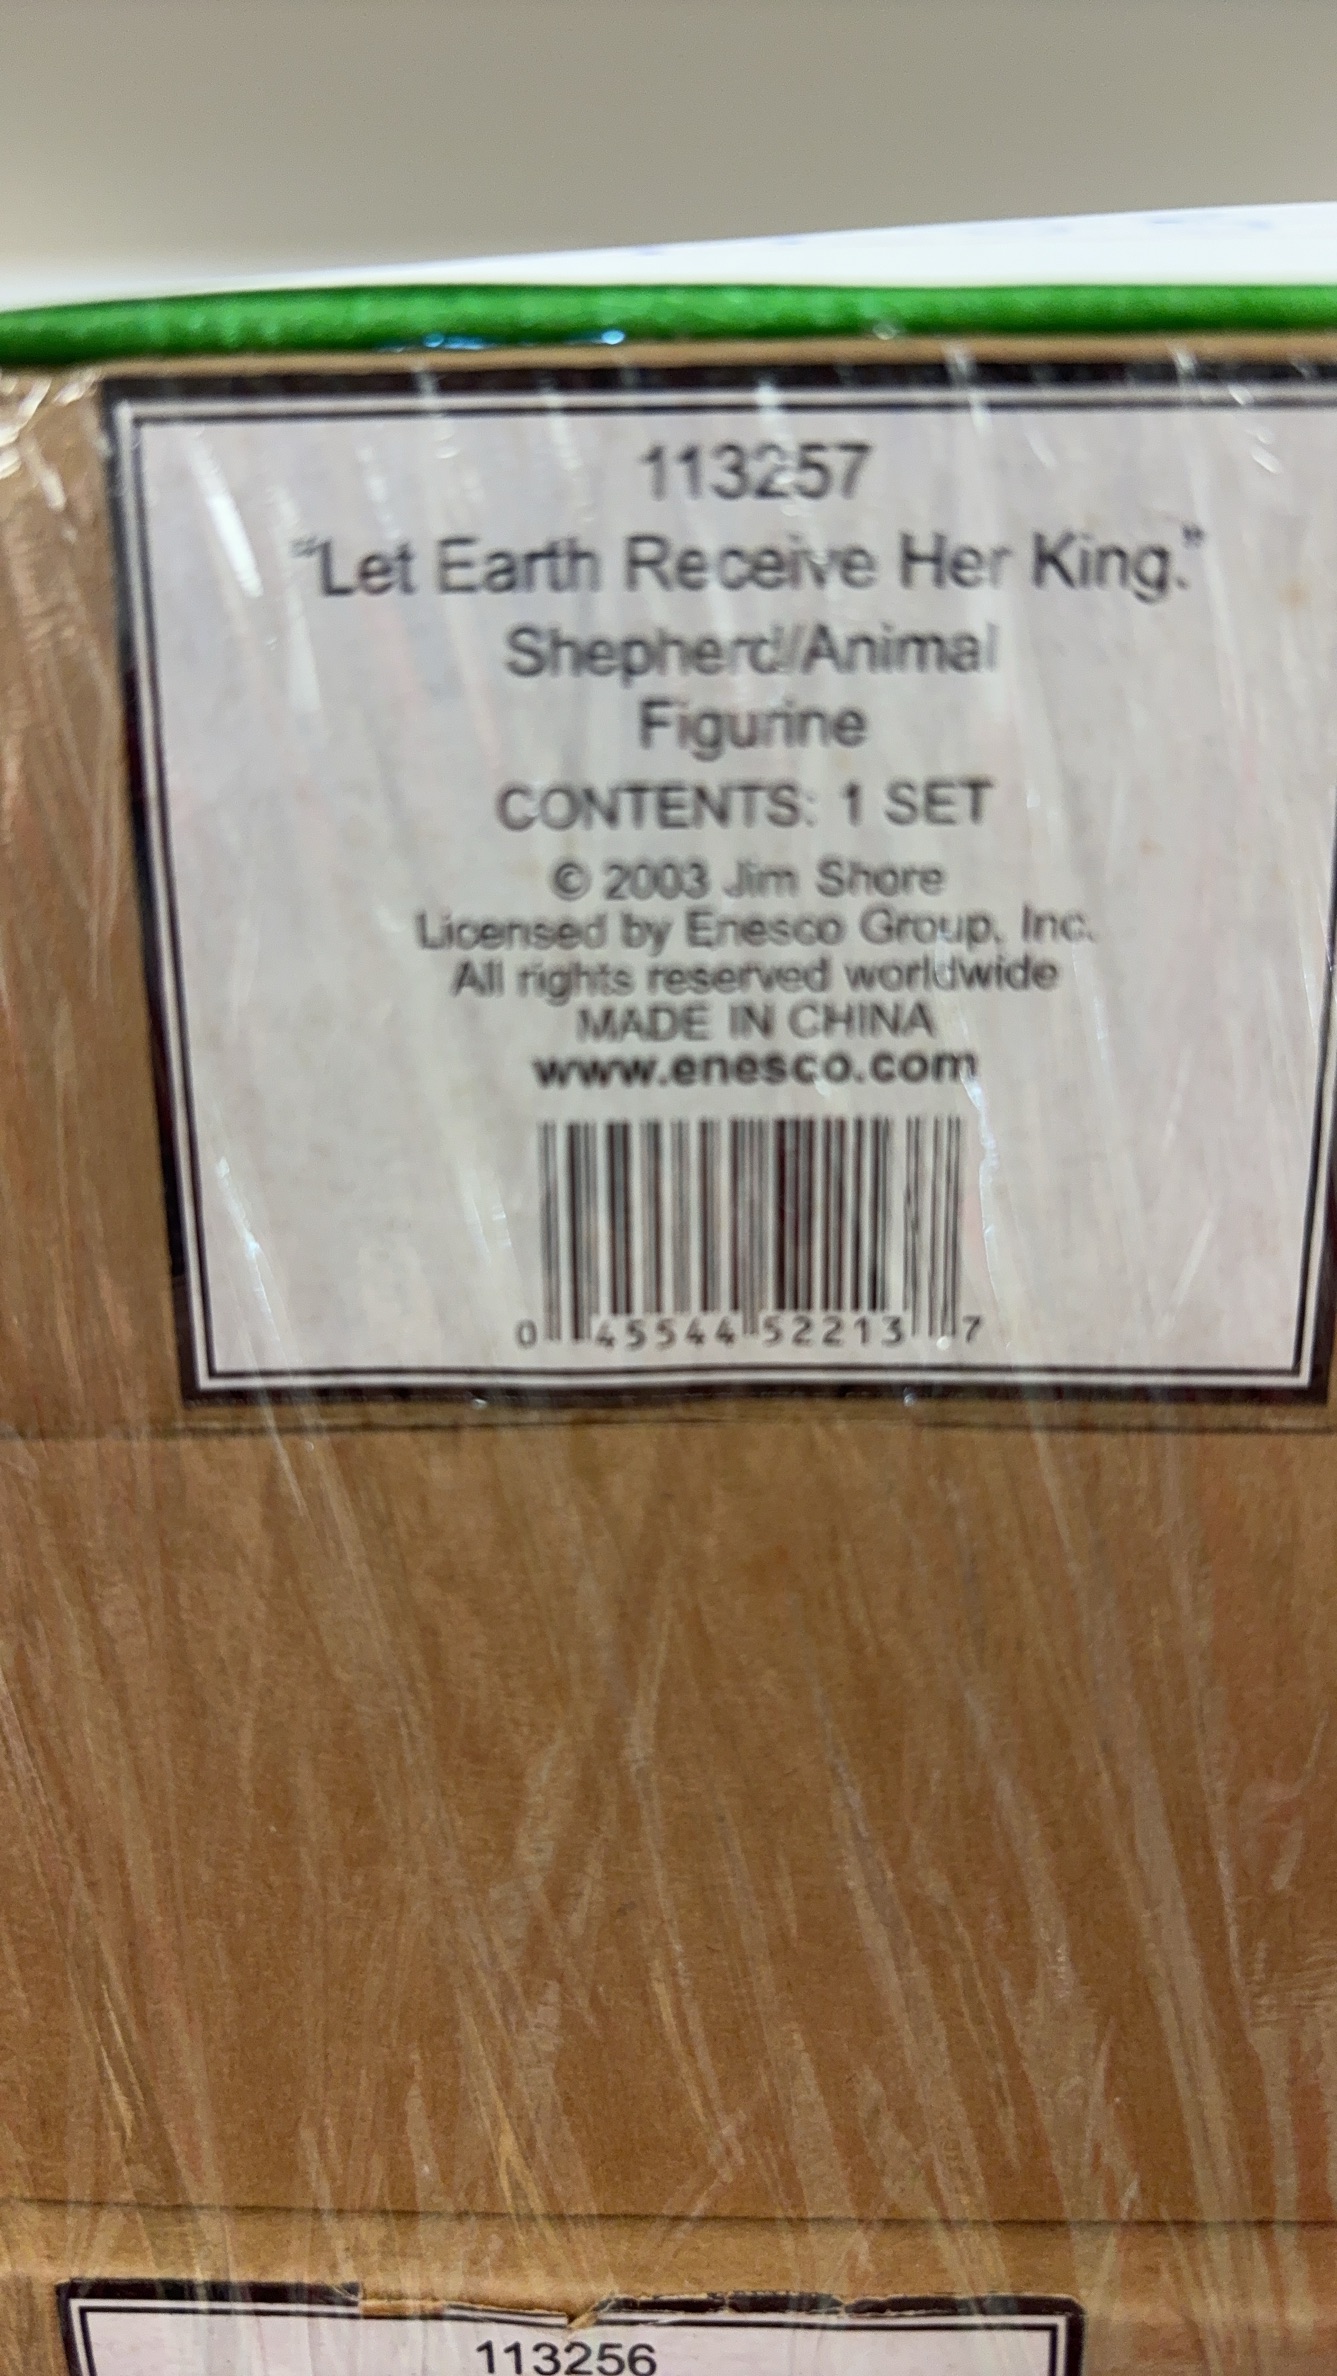 113257
"Let Earth Receive Her King."
Shepherd/Animal
Figurine
CONTENTS: 1 SET
© 2003 Jim Shore
Licensed by Enesco Group, Inc.
All rights reserved worldwide
MADE IN CHINA
www.enesco.com
0 45544 52213 7
113256